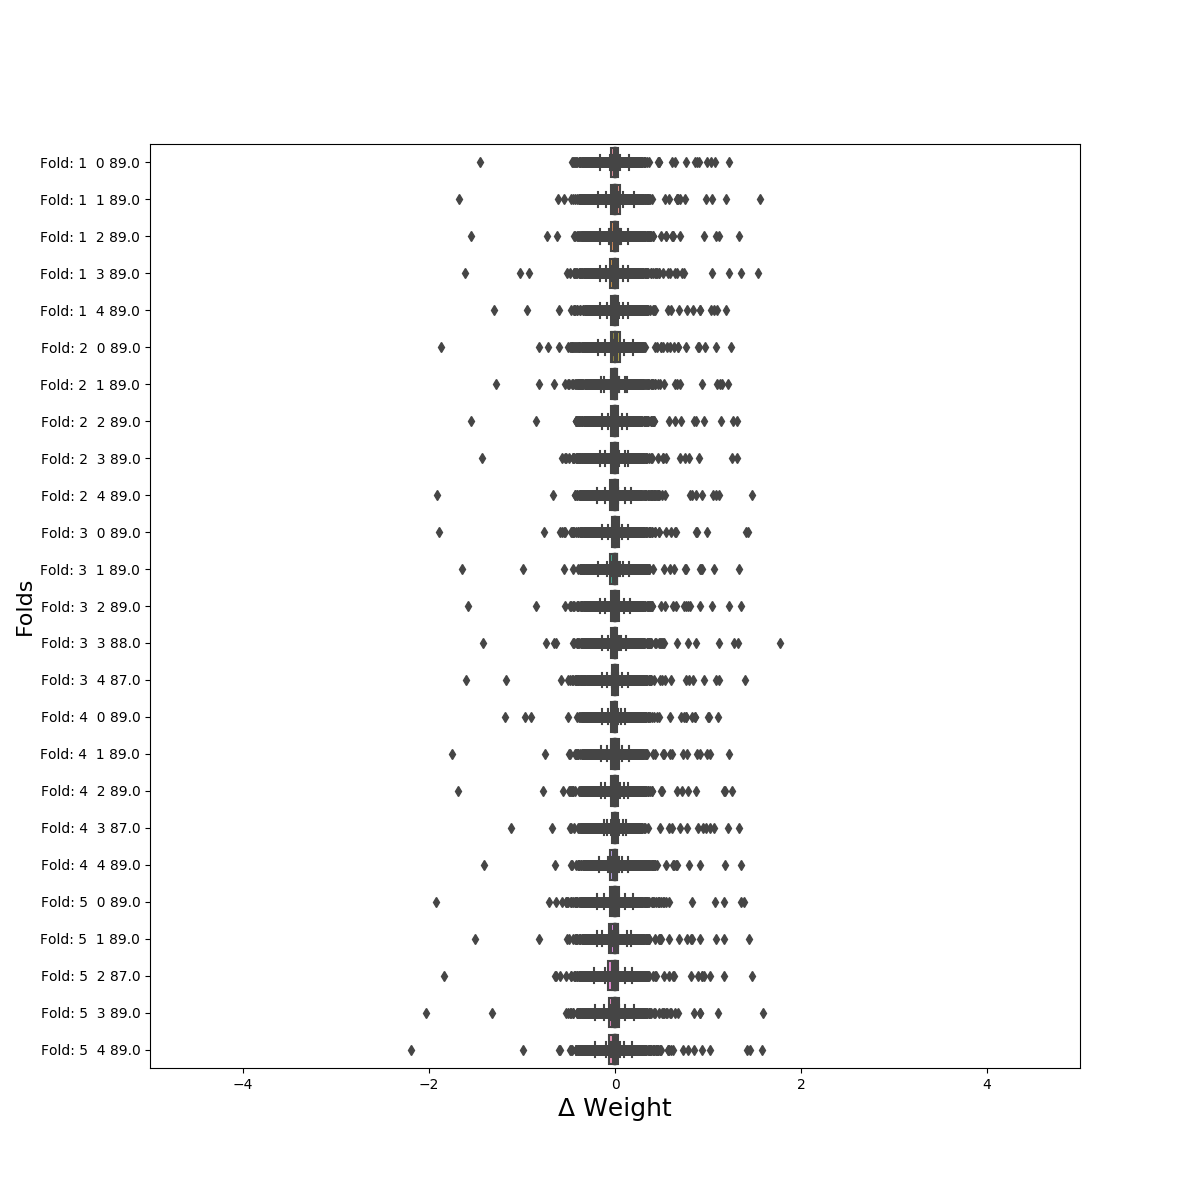 Fold: 1  0 89.0
Fold: 1  1 89.0
Fold: 1  2 89.0
Fold: 1  3 89.0
Fold: 1  4 89.0
Fold: 2  0 89.0
Fold: 2  1 89.0
Fold: 2  2 89.0
Fold: 2  3 89.0
Fold: 2  4 89.0
Fold: 3  0 89.0
Fold: 3  1 89.0
Fold: 3  2 89.0
Fold: 3  3 88.0
Fold: 3  4 87.0
Fold: 4  0 89.0
Fold: 4  1 89.0
Fold: 4  2 89.0
Fold: 4  3 87.0
Fold: 4  4 89.0
Fold: 5  0 89.0
Fold: 5  1 89.0
Fold: 5  2 87.0
Fold: 5  3 89.0
Fold: 5  4 89.0
Folds
−4 −2 0 2 4
Δ Weight